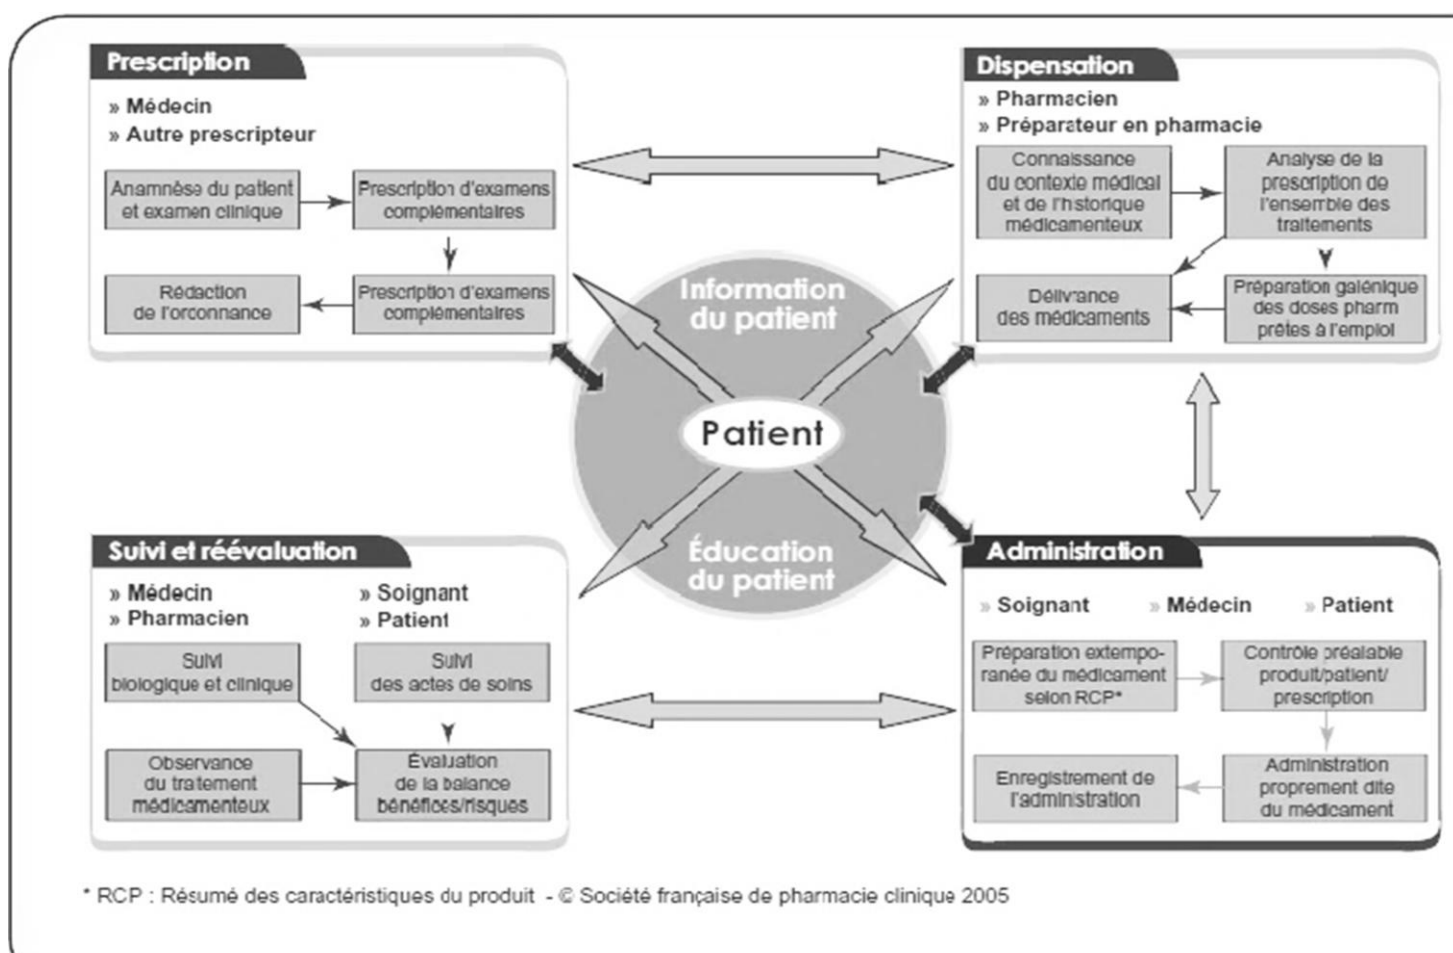 Prescription
» Médecin
» Autre prescripteur
Anamnèse du patient
et examen clinique
Prescription d'examens
complémentaires
Rédaction
de l'orconnance
Prescription d'examens
complémentaires
Dispensation
» Pharmacien
» Préparateur en pharmacie
Connaissance
du contexte médical
et de l'historique
médicamenteux
Analyse de la
prescription de
l'ensemble des
traitements
Délivrance
des médicaments
Préparation galénique
des doses pharm
prêtes à l'emploi
Information
du patient
Patient
Éducation
du patient
Suivi et réévaluation
» Médecin
» Pharmacien
» Soignant
» Patient
Suivi
biologique et clinique
Suivi
des actes de soins
Observance
du traitement
médicamenteux
Évaluation
de la balance
bénéfices/risques
Administration
» Soignant » Médecin » Patient
Préparation extempo-
ranée du médicament
selon RCP*
Contrôle préalable
produit/patient/
prescription
Enregistrement de
l'administration
Administration
proprement dite
du médicament
* RCP : Résumé des caractéristiques du produit - © Société française de pharmacie clinique 2005